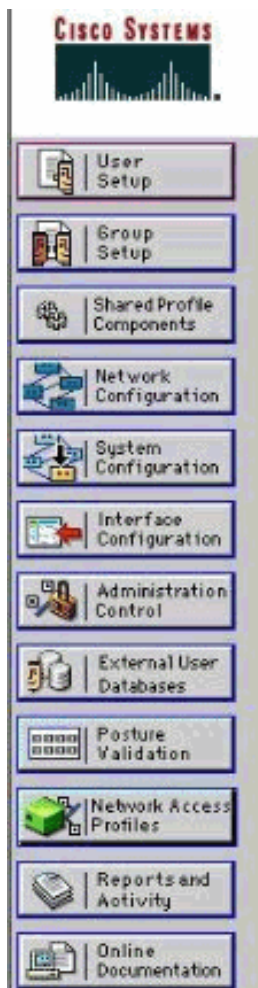 CISCO SYSTEMS
User
Setup
Group
Setup
Shared Profile
Components
Network
Configuration
System
Configuration
Interface
Configuration
Administration
Control
External User
Databases
Posture
Validation
Network Access
Profiles
Reports and
Activity
Online
Documentation